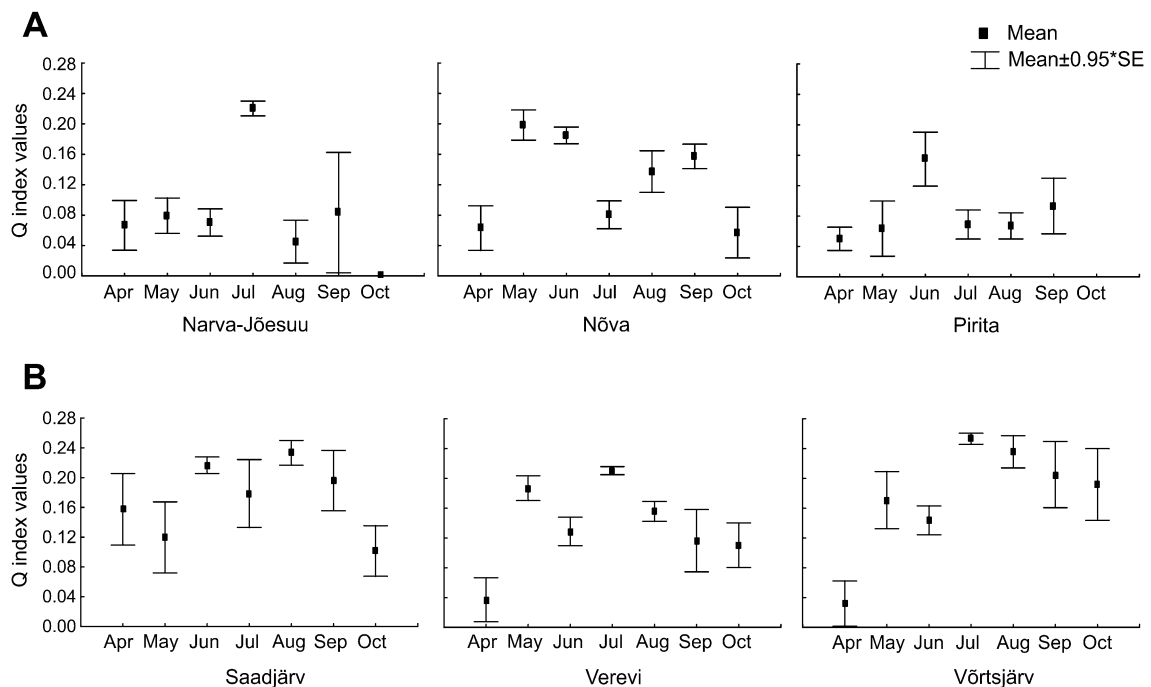 A
Mean
Mean±0.95*SE
Q index values
0.28
0.24
0.20
0.16
0.12
0.08
0.04
0.00
Apr May Jun Jul Aug Sep Oct
Narva-Jõesuu
Apr May Jun Jul Aug Sep Oct
Nõva
Apr May Jun Jul Aug Sep Oct
Pirita
B
Q index values
0.28
0.24
0.20
0.16
0.12
0.08
0.04
0.00
Apr May Jun Jul Aug Sep Oct
Saadjärv
Apr May Jun Jul Aug Sep Oct
Verevi
Apr May Jun Jul Aug Sep Oct
Võrtsjärv